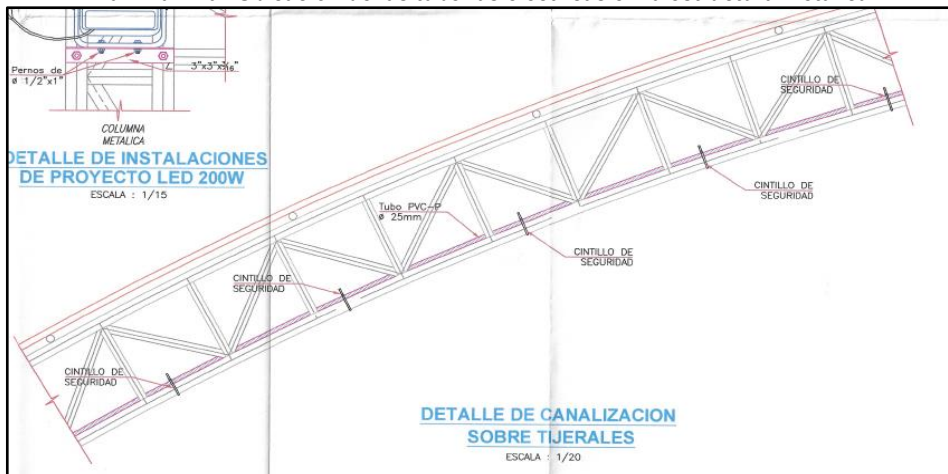 Pernos de
ø 1/2"x1"
3"x3"x3/16"
COLUMNA
METALICA
DETALLE DE INSTALACIONES
DE PROYECTO LED 200W
ESCALA : 1/15
CINTILLO DE
SEGURIDAD
CINTILLO DE
SEGURIDAD
Tubo PVC-P
ø 25mm
CINTILLO DE
SEGURIDAD
CINTILLO DE
SEGURIDAD
CINTILLO DE
SEGURIDAD
DETALLE DE CANALIZACION
SOBRE TIJERALES
ESCALA : 1/20